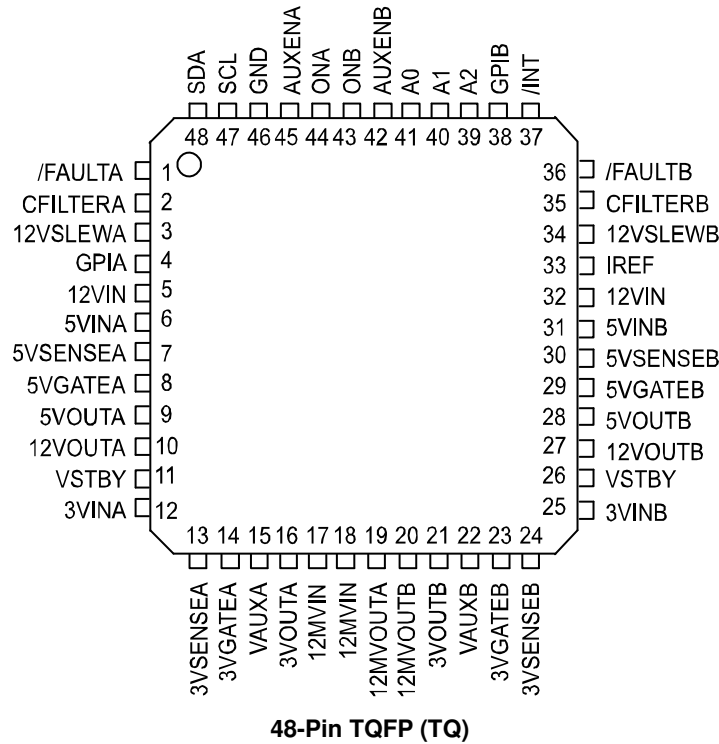 SDA
SCL
GND
AUXENA
ONA
ONB
AUXENB
A0
A1
A2
GPIB
/INT
48
47
46
45
44
43
42
41
40
39
38
37
/FAULTA 1
CFILTERA 2
12VSLEWA 3
GPIA 4
12VIN 5
5VINA 6
5VSENSEA 7
5VGATEA 8
5VOUTA 9
12VOUTA 10
VSTBY 11
3VINA 12
36 /FAULTB
35 CFILTERB
34 12VSLEWB
33 IREF
32 12VIN
31 5VINB
30 5VSENSEB
29 5VGATEB
28 5VOUTB
27 12VOUTB
26 VSTBY
25 3VINB
13
14
15
16
17
18
19
20
21
22
23
24
3VSENSEA
3VGATEA
VAUXA
3VOUTA
12MVIN
12MVIN
12MVOUTA
12MVOUTB
3VOUTB
VAUXB
3VGATEB
3VSENSEB
48-Pin TQFP (TQ)